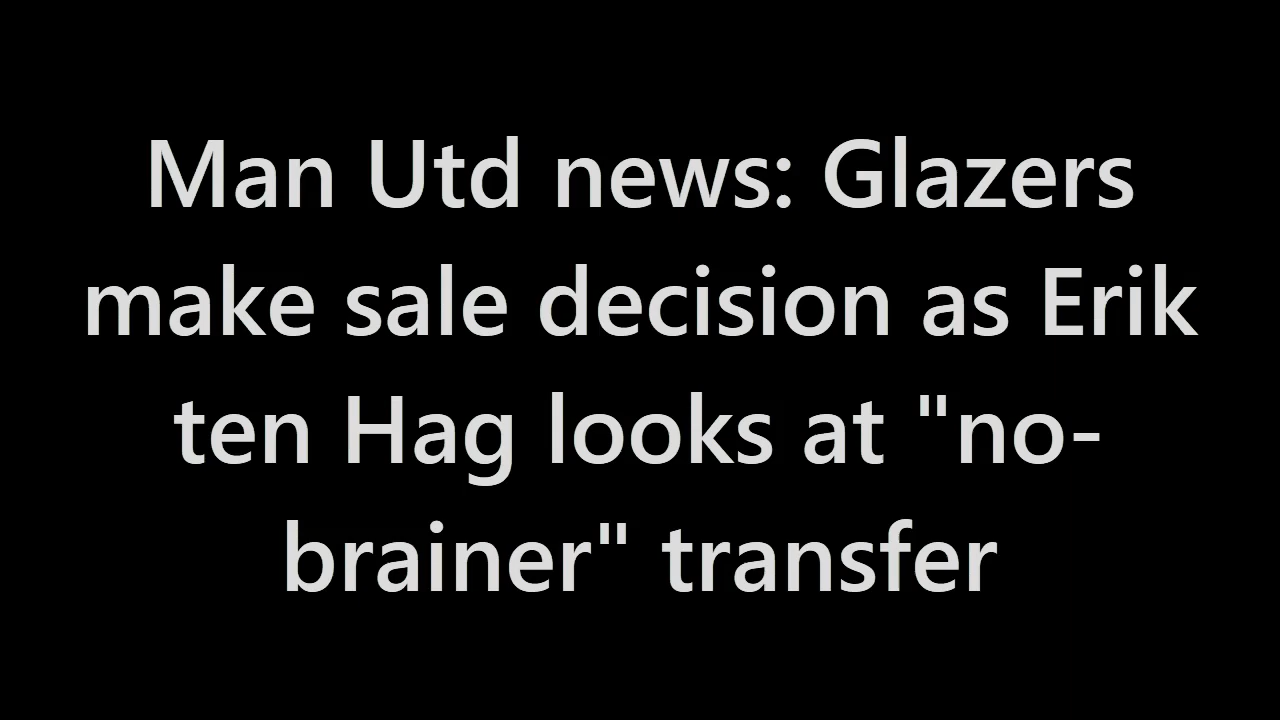 Man Utd news: Glazers
make sale decision as Erik
ten Hag looks at "no-
brainer" transfer